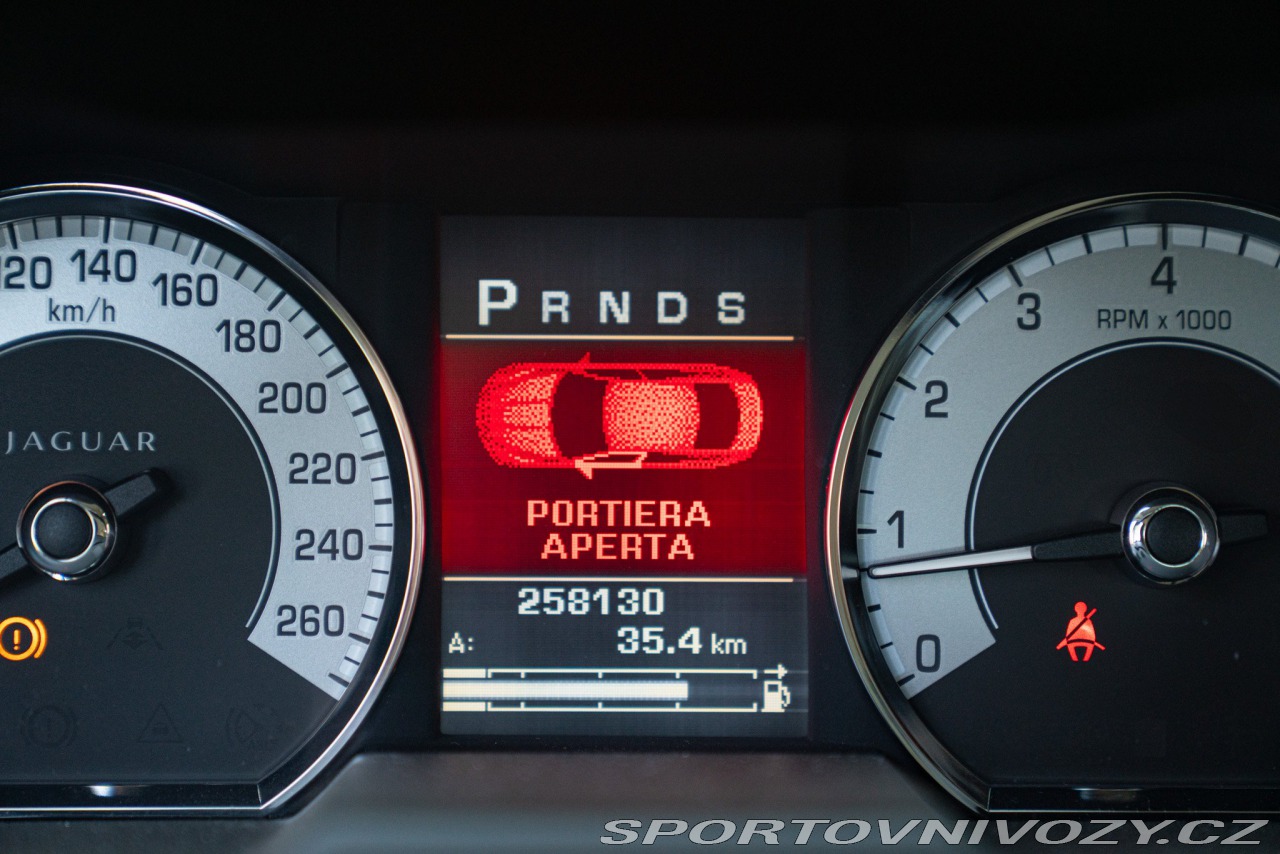 120 140 160 180 200 220 240 260
km/h
JAGUAR
P R N D S
PORTIERA
APERTA
258130
A: 35.4 km
0 1 2 3 4
RPM x 1000
SPORTOVNIVOZY.CZ